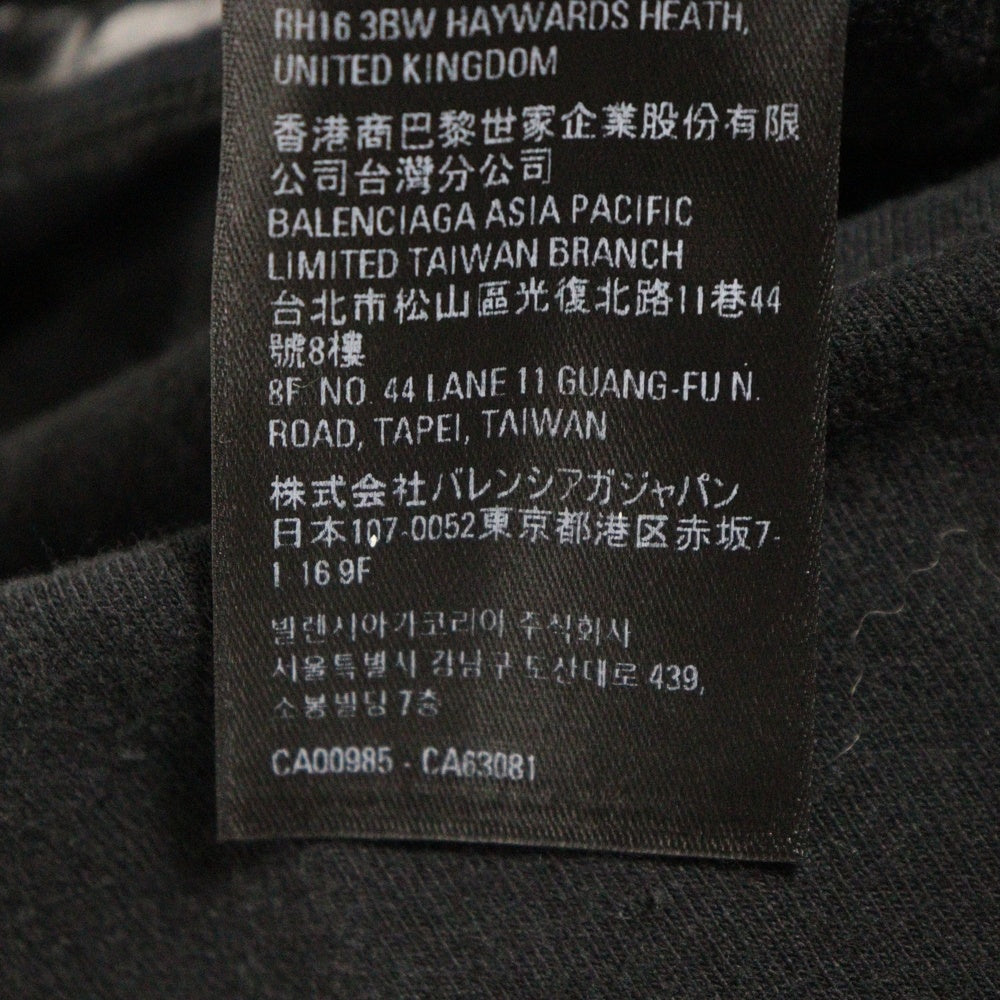 RH16 3BW HAYWARDS HEATH,
UNITED KINGDOM
香港商巴黎世家企業股份有限
公司台灣分公司
BALENCIAGA ASIA PACIFIC
LIMITED TAIWAN BRANCH
台北市松山區光復北路11巷44
號8樓
8F NO. 44 LANE 11 GUANG-FU N.
ROAD, TAPEI, TAIWAN
株式会社バレンシアガジャパン
日本107-0052東京都港区赤坂7-
1 16 9F
발렌시아가코리아 주식회사
서울특별시 강남구 도산대로 439,
소봉빌딩 7층
CA00985 - CA63081